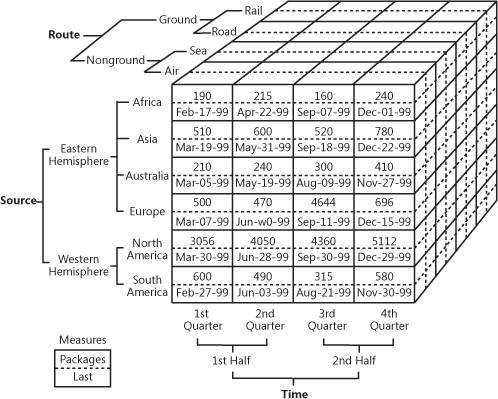 Rail
Ground
Route
Road
Sea
Nonground
Air
Africa
190 215 160 240
Feb-17-99 Apr-22-99 Sep-07-99 Dec-01-99
Asia
510 600 520 780
Mar-19-99 May-31-99 Sep-18-99 Dec-22-99
Eastern
Hemisphere
Australia
210 240 300 410
Mar-05-99 May-19-99 Aug-09-99 Nov-27-99
Source
Europe
500 470 4644 696
Mar-07-99 Jun-w0-99 Sep-11-99 Dec-15-99
North
America
3056 4050 4360 5112
Mar-30-99 Jun-28-99 Sep-30-99 Dec-29-99
Western
Hemisphere
South
America
600 490 315 580
Feb-27-99 Jun-03-99 Aug-21-99 Nov-30-99
1st 2nd 3rd 4th
Quarter Quarter Quarter Quarter
Measures
Packages
Last
1st Half 2nd Half
Time